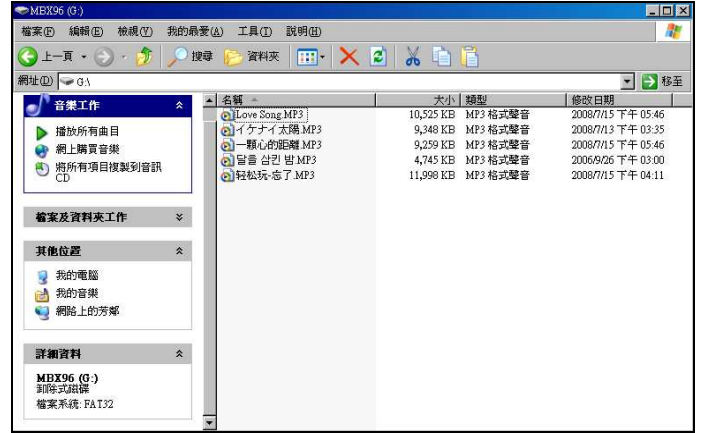 MBX96 (G:)
檔案(F) 編輯(E) 檢視(V) 我的最愛(A) 工具(T) 說明(H)
上一頁 搜尋 資料夾
網址(D) G:\ 移至
音樂工作
播放所有曲目
網上購買音樂
將所有項目複製到音訊
CD
檔案及資料夾工作
其他位置
我的電腦
我的音樂
網路上的芳鄰
詳細資料
MBX96 (G:)
卸除式磁碟
檔案系統: FAT32
名稱 大小 類型 修改日期
Love Song.MP3 10,525 KB MP3 格式聲音 2008/7/15 下午 05:46
イケナイ太陽.MP3 9,348 KB MP3 格式聲音 2008/7/13 下午 03:35
一顆心的距離.MP3 9,259 KB MP3 格式聲音 2008/7/15 下午 05:46
달을 삼킨 밤.MP3 4,745 KB MP3 格式聲音 2006/9/26 下午 03:00
轻松玩-忘了.MP3 11,998 KB MP3 格式聲音 2008/7/15 下午 04:11